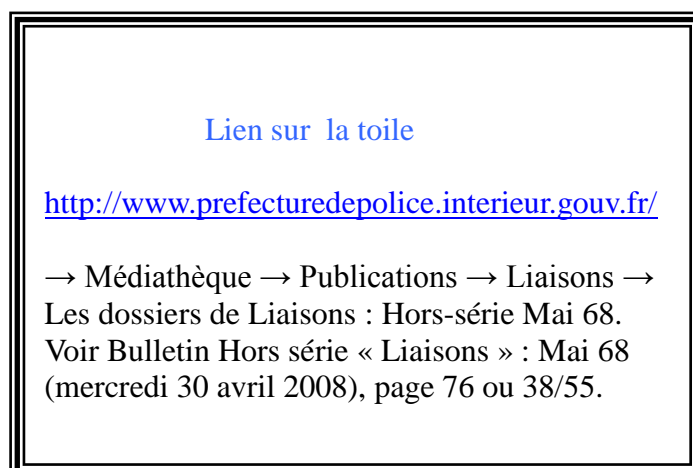 Lien sur la toile
http://www.prefecturedepolice.interieur.gouv.fr/
→ Médiathèque → Publications → Liaisons →
Les dossiers de Liaisons : Hors-série Mai 68.
Voir Bulletin Hors série « Liaisons » : Mai 68
(mercredi 30 avril 2008), page 76 ou 38/55.